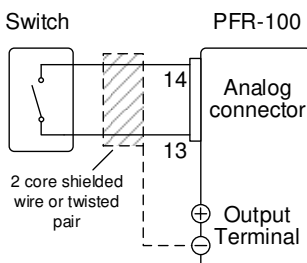 Switch
PFR-100
14
Analog
connector
13
2 core shielded
wire or twisted
pair
+
Output
Terminal
−